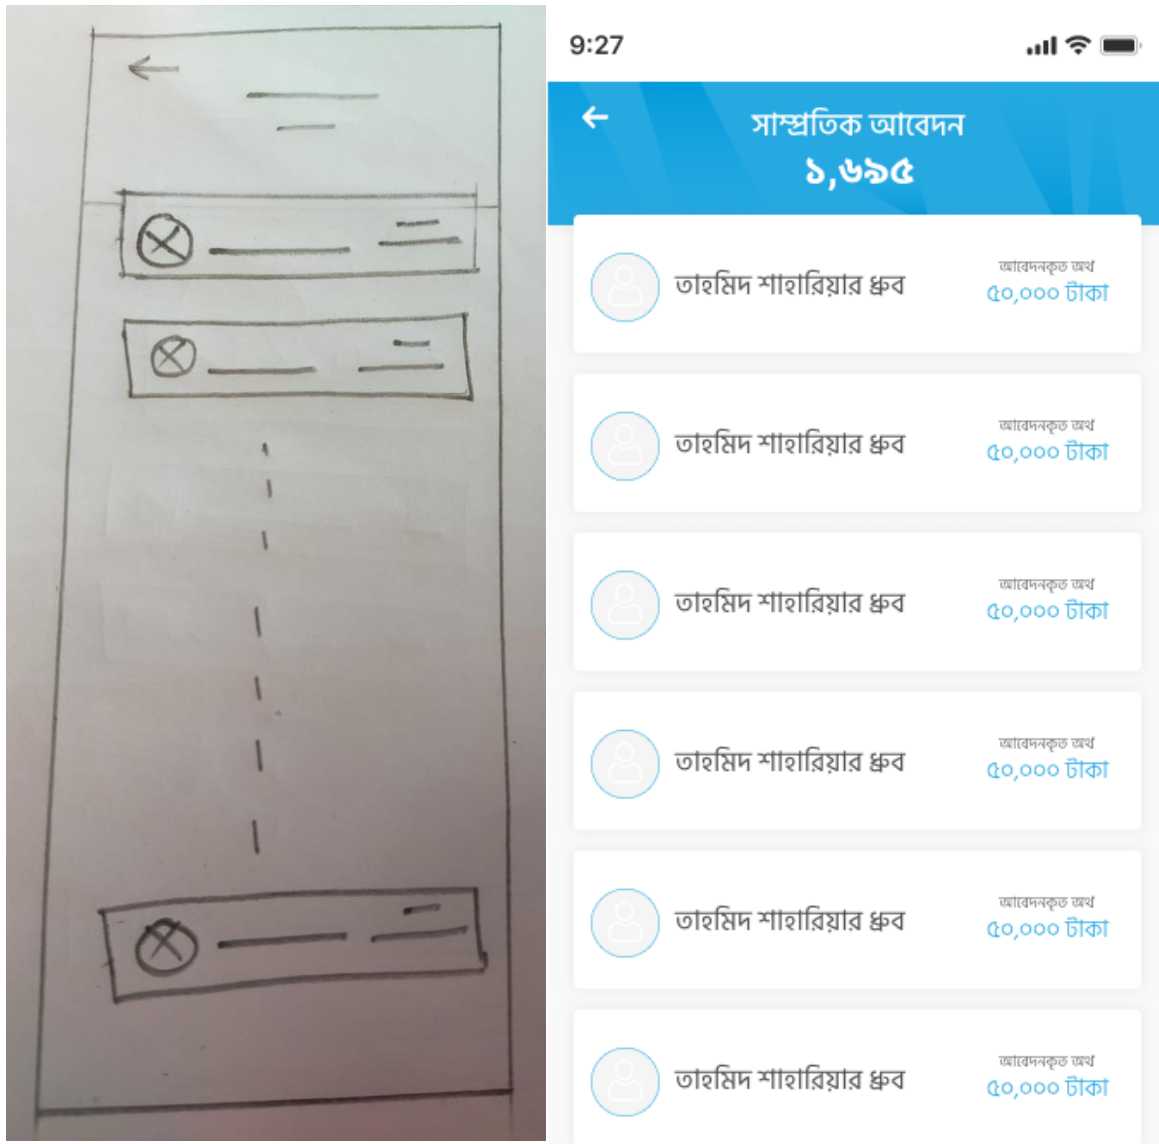 9:27
সাম্প্রতিক আবেদন
১,৬৯৫
তাহমিদ শাহারিয়ার ধ্রুব
আবেদনকৃত অর্থ
৫০,০০০ টাকা
তাহমিদ শাহারিয়ার ধ্রুব
আবেদনকৃত অর্থ
৫০,০০০ টাকা
তাহমিদ শাহারিয়ার ধ্রুব
আবেদনকৃত অর্থ
৫০,০০০ টাকা
তাহমিদ শাহারিয়ার ধ্রুব
আবেদনকৃত অর্থ
৫০,০০০ টাকা
তাহমিদ শাহারিয়ার ধ্রুব
আবেদনকৃত অর্থ
৫০,০০০ টাকা
তাহমিদ শাহারিয়ার ধ্রুব
আবেদনকৃত অর্থ
৫০,০০০ টাকা